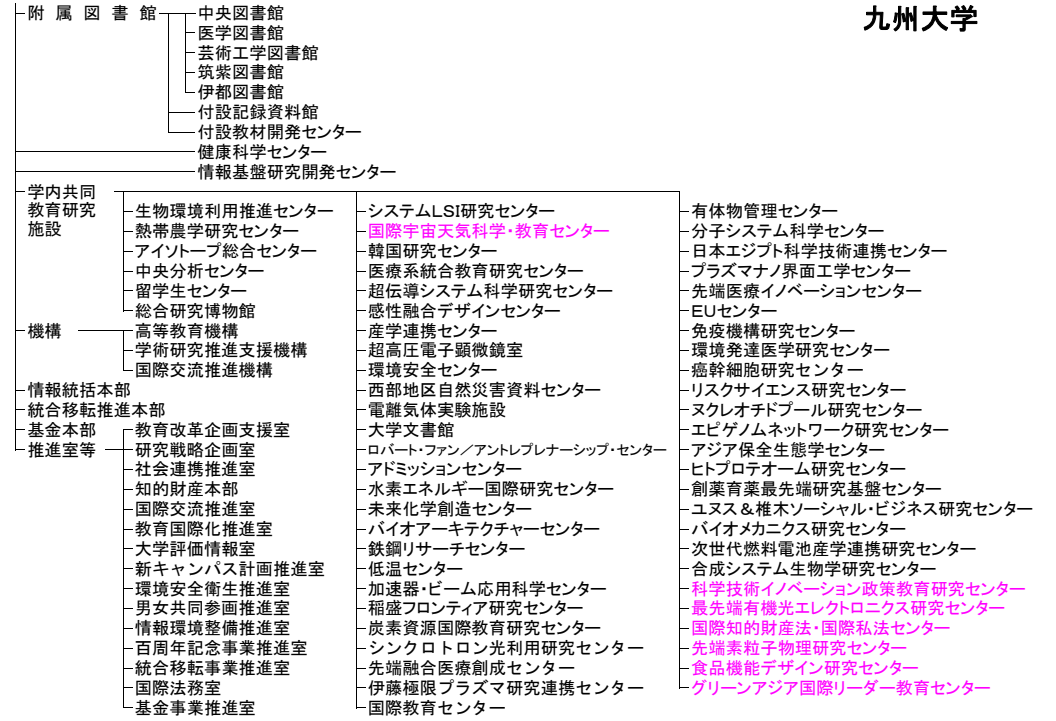 九州大学
附属図書館
中央図書館
医学図書館
芸術工学図書館
筑紫図書館
伊都図書館
付設記録資料館
付設教材開発センター
健康科学センター
情報基盤研究開発センター
学内共同
教育研究
施設
生物環境利用推進センター
熱帯農学研究センター
アイソトープ総合センター
中央分析センター
留学生センター
総合研究博物館
システムLSI研究センター
国際宇宙天気科学・教育センター
韓国研究センター
医療系統合教育研究センター
超伝導システム科学研究センター
感性融合デザインセンター
産学連携センター
超高圧電子顕微鏡室
環境安全センター
西部地区自然災害資料センター
電離気体実験施設
大学文書館
ロバート・ファン／アントレプレナーシップ・センター
アドミッションセンター
水素エネルギー国際研究センター
未来化学創造センター
バイオアーキテクチャーセンター
鉄鋼リサーチセンター
低温センター
加速器・ビーム応用科学センター
稲盛フロンティア研究センター
炭素資源国際教育研究センター
シンクロトロン光利用研究センター
先端融合医療創成センター
伊藤極限プラズマ研究連携センター
国際教育センター
有体物管理センター
分子システム科学センター
日本エジプト科学技術連携センター
プラズマナノ界面工学センター
先端医療イノベーションセンター
EUセンター
免疫機構研究センター
環境発達医学研究センター
癌幹細胞研究センター
リスクサイエンス研究センター
ヌクレオチドプール研究センター
エピゲノムネットワーク研究センター
アジア保全生態学センター
ヒトプロテオーム研究センター
創薬育薬最先端研究基盤センター
ユヌス＆椎木ソーシャル・ビジネス研究センター
バイオメカニクス研究センター
次世代燃料電池産学連携研究センター
合成システム生物学研究センター
科学技術イノベーション政策教育研究センター
最先端有機光エレクトロニクス研究センター
国際知的財産法・国際私法センター
先端素粒子物理研究センター
食品機能デザイン研究センター
グリーンアジア国際リーダー教育センター
機構
高等教育機構
学術研究推進支援機構
国際交流推進機構
情報統括本部
統合移転推進本部
基金本部
推進室等
教育改革企画支援室
研究戦略企画室
社会連携推進室
知的財産本部
国際交流推進室
教育国際化推進室
大学評価情報室
新キャンパス計画推進室
環境安全衛生推進室
男女共同参画推進室
情報環境整備推進室
百周年記念事業推進室
統合移転事業推進室
国際法務室
基金事業推進室